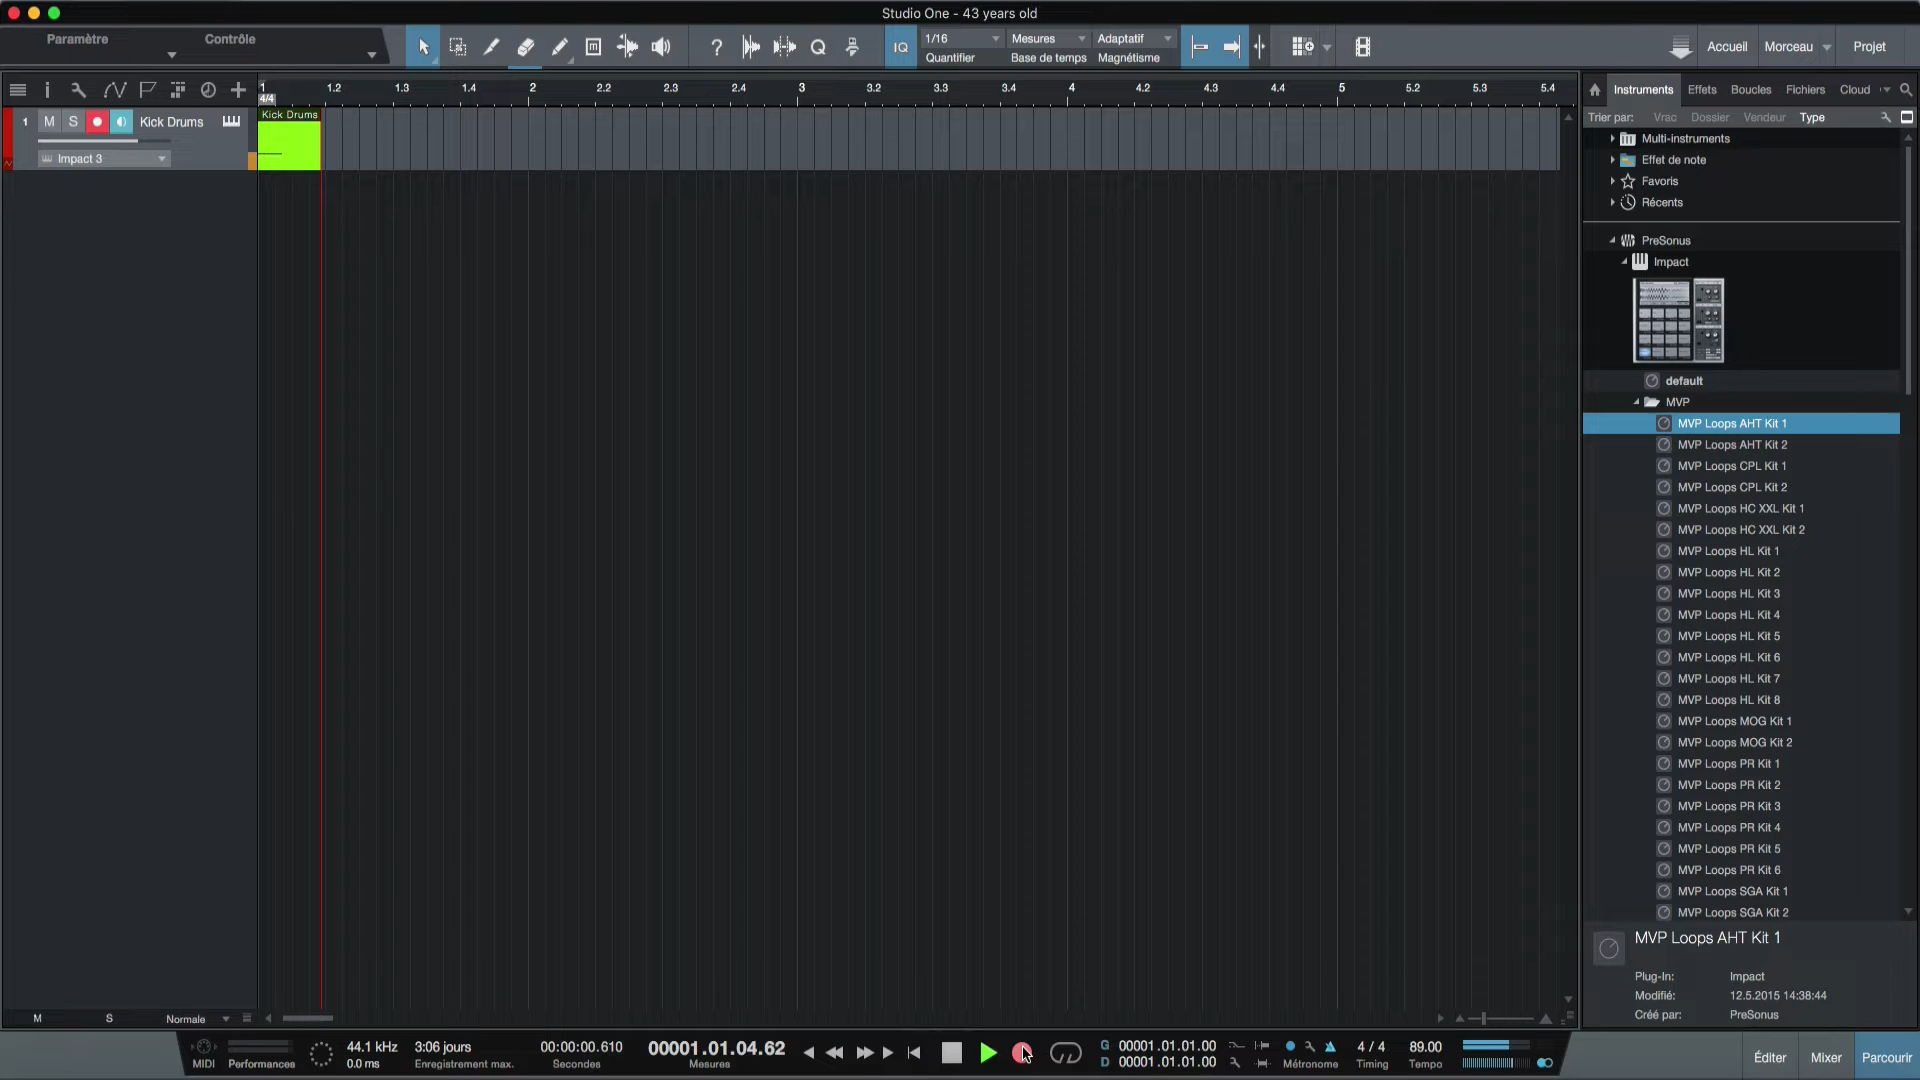 Studio One - 43 years old
Paramètre
Contrôle
IQ
1/16
Quantifier
Mesures
Base de temps
Adaptatif
Magnétisme
Accueil
Morceau
Projet
1
1.2
1.3
1.4
2
2.2
2.3
2.4
3
3.2
3.3
3.4
4
4.2
4.3
4.4
5
5.2
5.3
5.4
4/4
Instruments
Effets
Boucles
Fichiers
Cloud
Trier par:
Vrac
Dossier
Vendeur
Type
1
M
S
Kick Drums
Impact 3
Kick Drums
Multi-instruments
Effet de note
Favoris
Récents
PreSonus
Impact
default
MVP
MVP Loops AHT Kit 1
MVP Loops AHT Kit 2
MVP Loops CPL Kit 1
MVP Loops CPL Kit 2
MVP Loops HC XXL Kit 1
MVP Loops HC XXL Kit 2
MVP Loops HL Kit 1
MVP Loops HL Kit 2
MVP Loops HL Kit 3
MVP Loops HL Kit 4
MVP Loops HL Kit 5
MVP Loops HL Kit 6
MVP Loops HL Kit 7
MVP Loops HL Kit 8
MVP Loops MOG Kit 1
MVP Loops MOG Kit 2
MVP Loops PR Kit 1
MVP Loops PR Kit 2
MVP Loops PR Kit 3
MVP Loops PR Kit 4
MVP Loops PR Kit 5
MVP Loops PR Kit 6
MVP Loops SGA Kit 1
MVP Loops SGA Kit 2
MVP Loops AHT Kit 1
Plug-In: Impact
Modifié: 12.5.2015 14:38:44
Créé par: PreSonus
M
S
Normale
MIDI
Performances
44.1 kHz
0.0 ms
3:06 jours
Enregistrement max.
00:00:00.610
Secondes
00001.01.04.62
Mesures
G 00001.01.01.00
D 00001.01.01.00
Métronome
4 / 4
Timing
89.00
Tempo
Éditer
Mixer
Parcourir